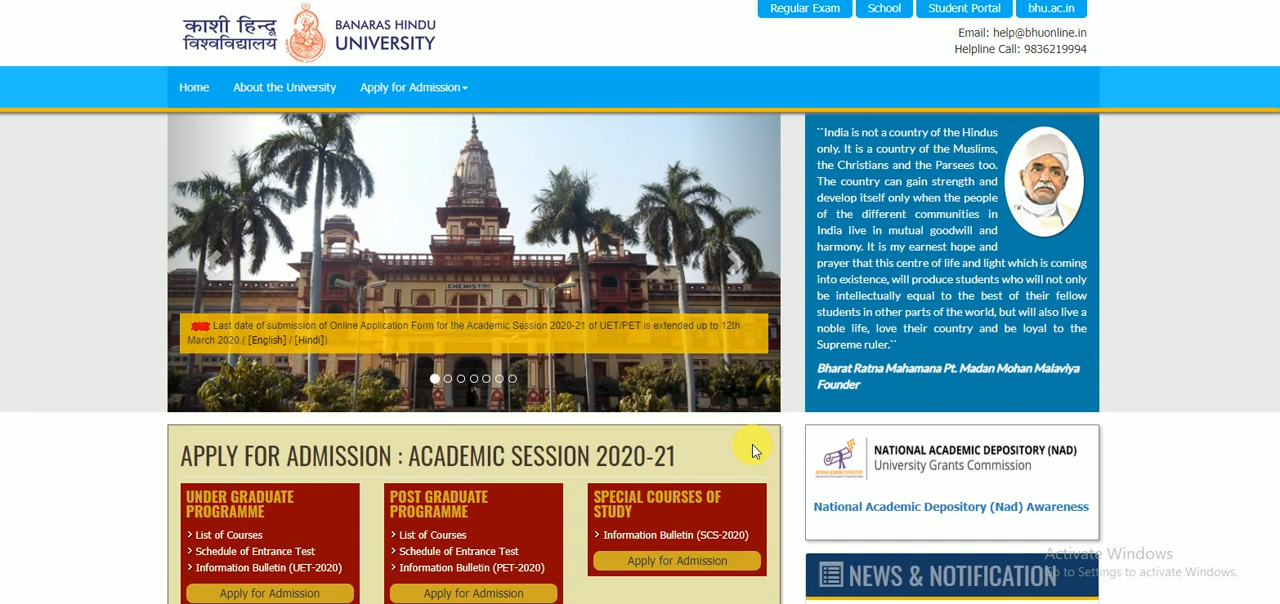 काशी हिन्दू
विश्वविद्यालय
BANARAS HINDU
UNIVERSITY
Regular Exam
School
Student Portal
bhu.ac.in
Email: help@bhuonline.in
Helpline Call: 9836219994
Home
About the University
Apply for Admission
CHEMISTRY
Last date of submission of Online Application Form for the Academic Session 2020-21 of UET/PET is extended up to 12th
March 2020.( [English] / [Hindi])
``India is not a country of the Hindus
only. It is a country of the Muslims,
the Christians and the Parsees too.
The country can gain strength and
develop itself only when the people
of the different communities in
India live in mutual goodwill and
harmony. It is my earnest hope and
prayer that this centre of life and light which is coming
into existence, will produce students who will not only
be intellectually equal to the best of their fellow
students in other parts of the world, but will also live a
noble life, love their country and be loyal to the
Supreme ruler.``
Bharat Ratna Mahamana Pt. Madan Mohan Malaviya
Founder
APPLY FOR ADMISSION : ACADEMIC SESSION 2020-21
UNDER GRADUATE
PROGRAMME
List of Courses
Schedule of Entrance Test
Information Bulletin (UET-2020)
Apply for Admission
POST GRADUATE
PROGRAMME
List of Courses
Schedule of Entrance Test
Information Bulletin (PET-2020)
Apply for Admission
SPECIAL COURSES OF
STUDY
Information Bulletin (SCS-2020)
Apply for Admission
NATIONAL ACADEMIC DEPOSITORY (NAD)
University Grants Commission
National Academic Depository (Nad) Awareness
NEWS & NOTIFICATION
Activate Windows
Go to Settings to activate Windows.